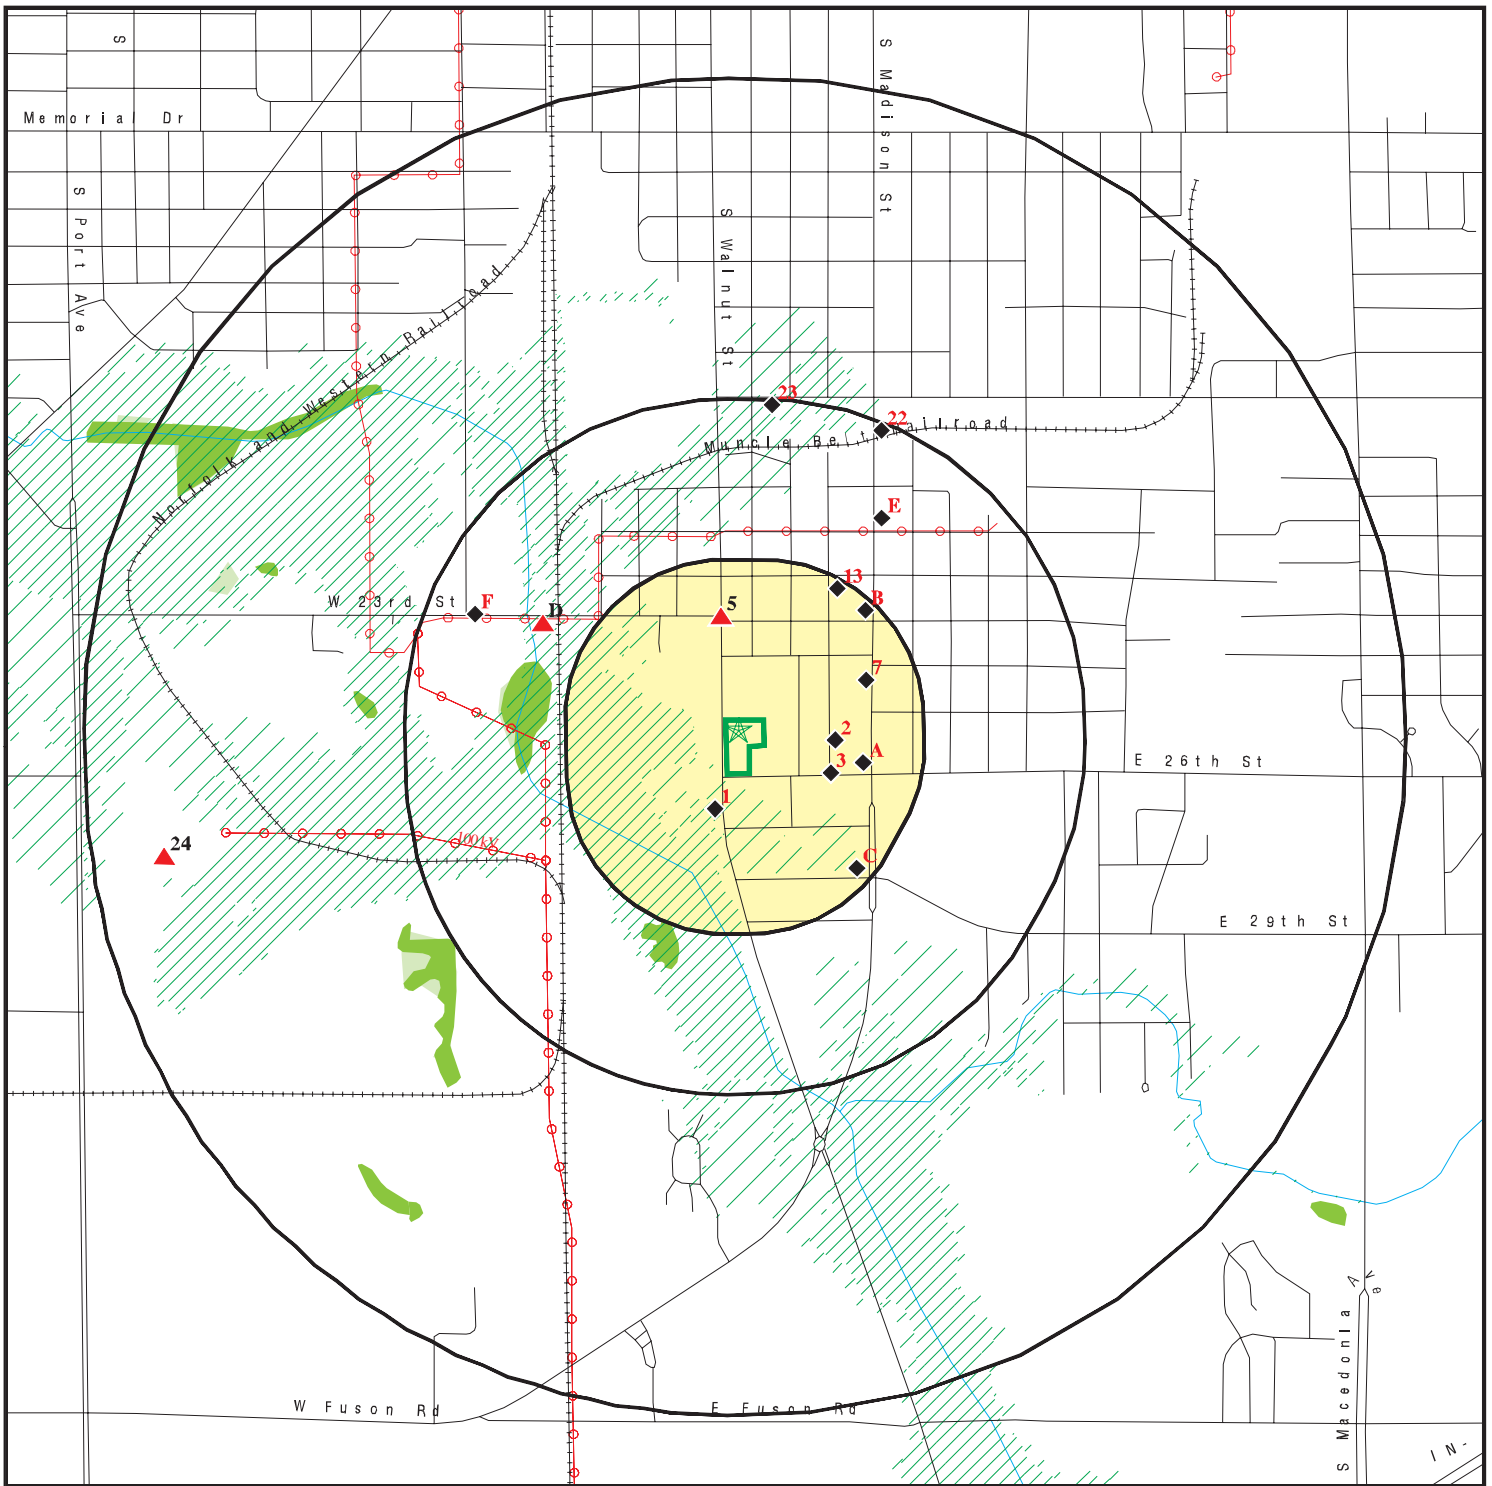 S
S Madison St
Memorial Dr
S Port Ave
S Walnut St
Norfolk and Western Railroad
23
22
Muncie Belt Railroad
E
13
W 23rd St
F
D
5
B
7
2
A
3
E 26th St
1
24
100 kV
C
E 29th St
Ave
S Macedonia
W Fuson Rd
E Fuson Rd
IN-